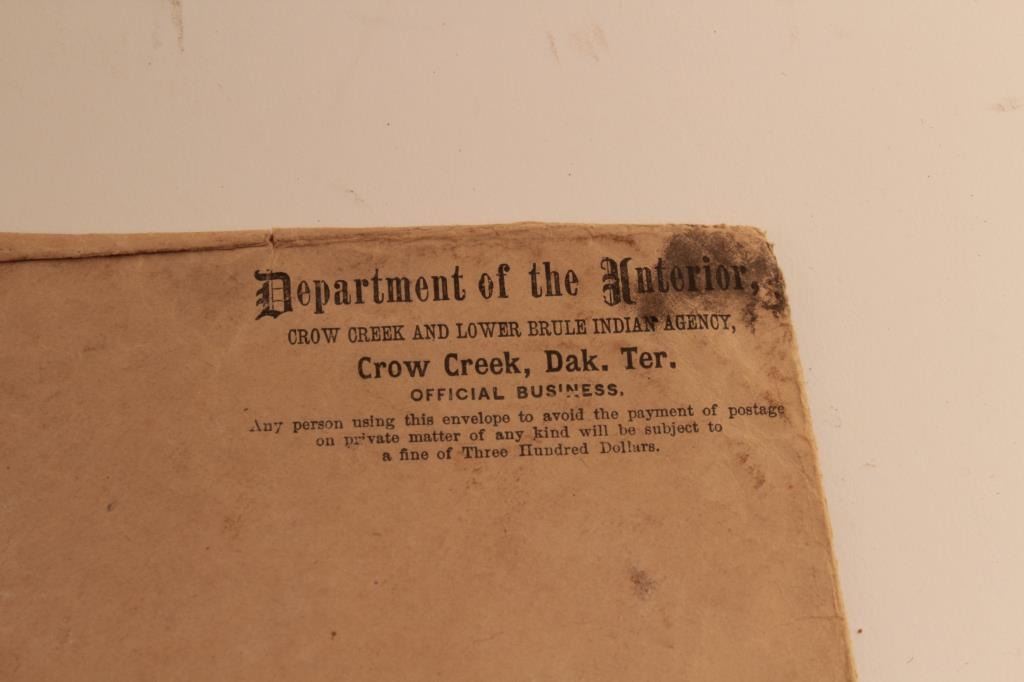 Department of the Interior,
CROW CREEK AND LOWER BRULE INDIAN AGENCY,
Crow Creek, Dak. Ter.
OFFICIAL BUSINESS.
Any person using this envelope to avoid the payment of postage
on private matter of any kind will be subject to
a fine of Three Hundred Dollars.